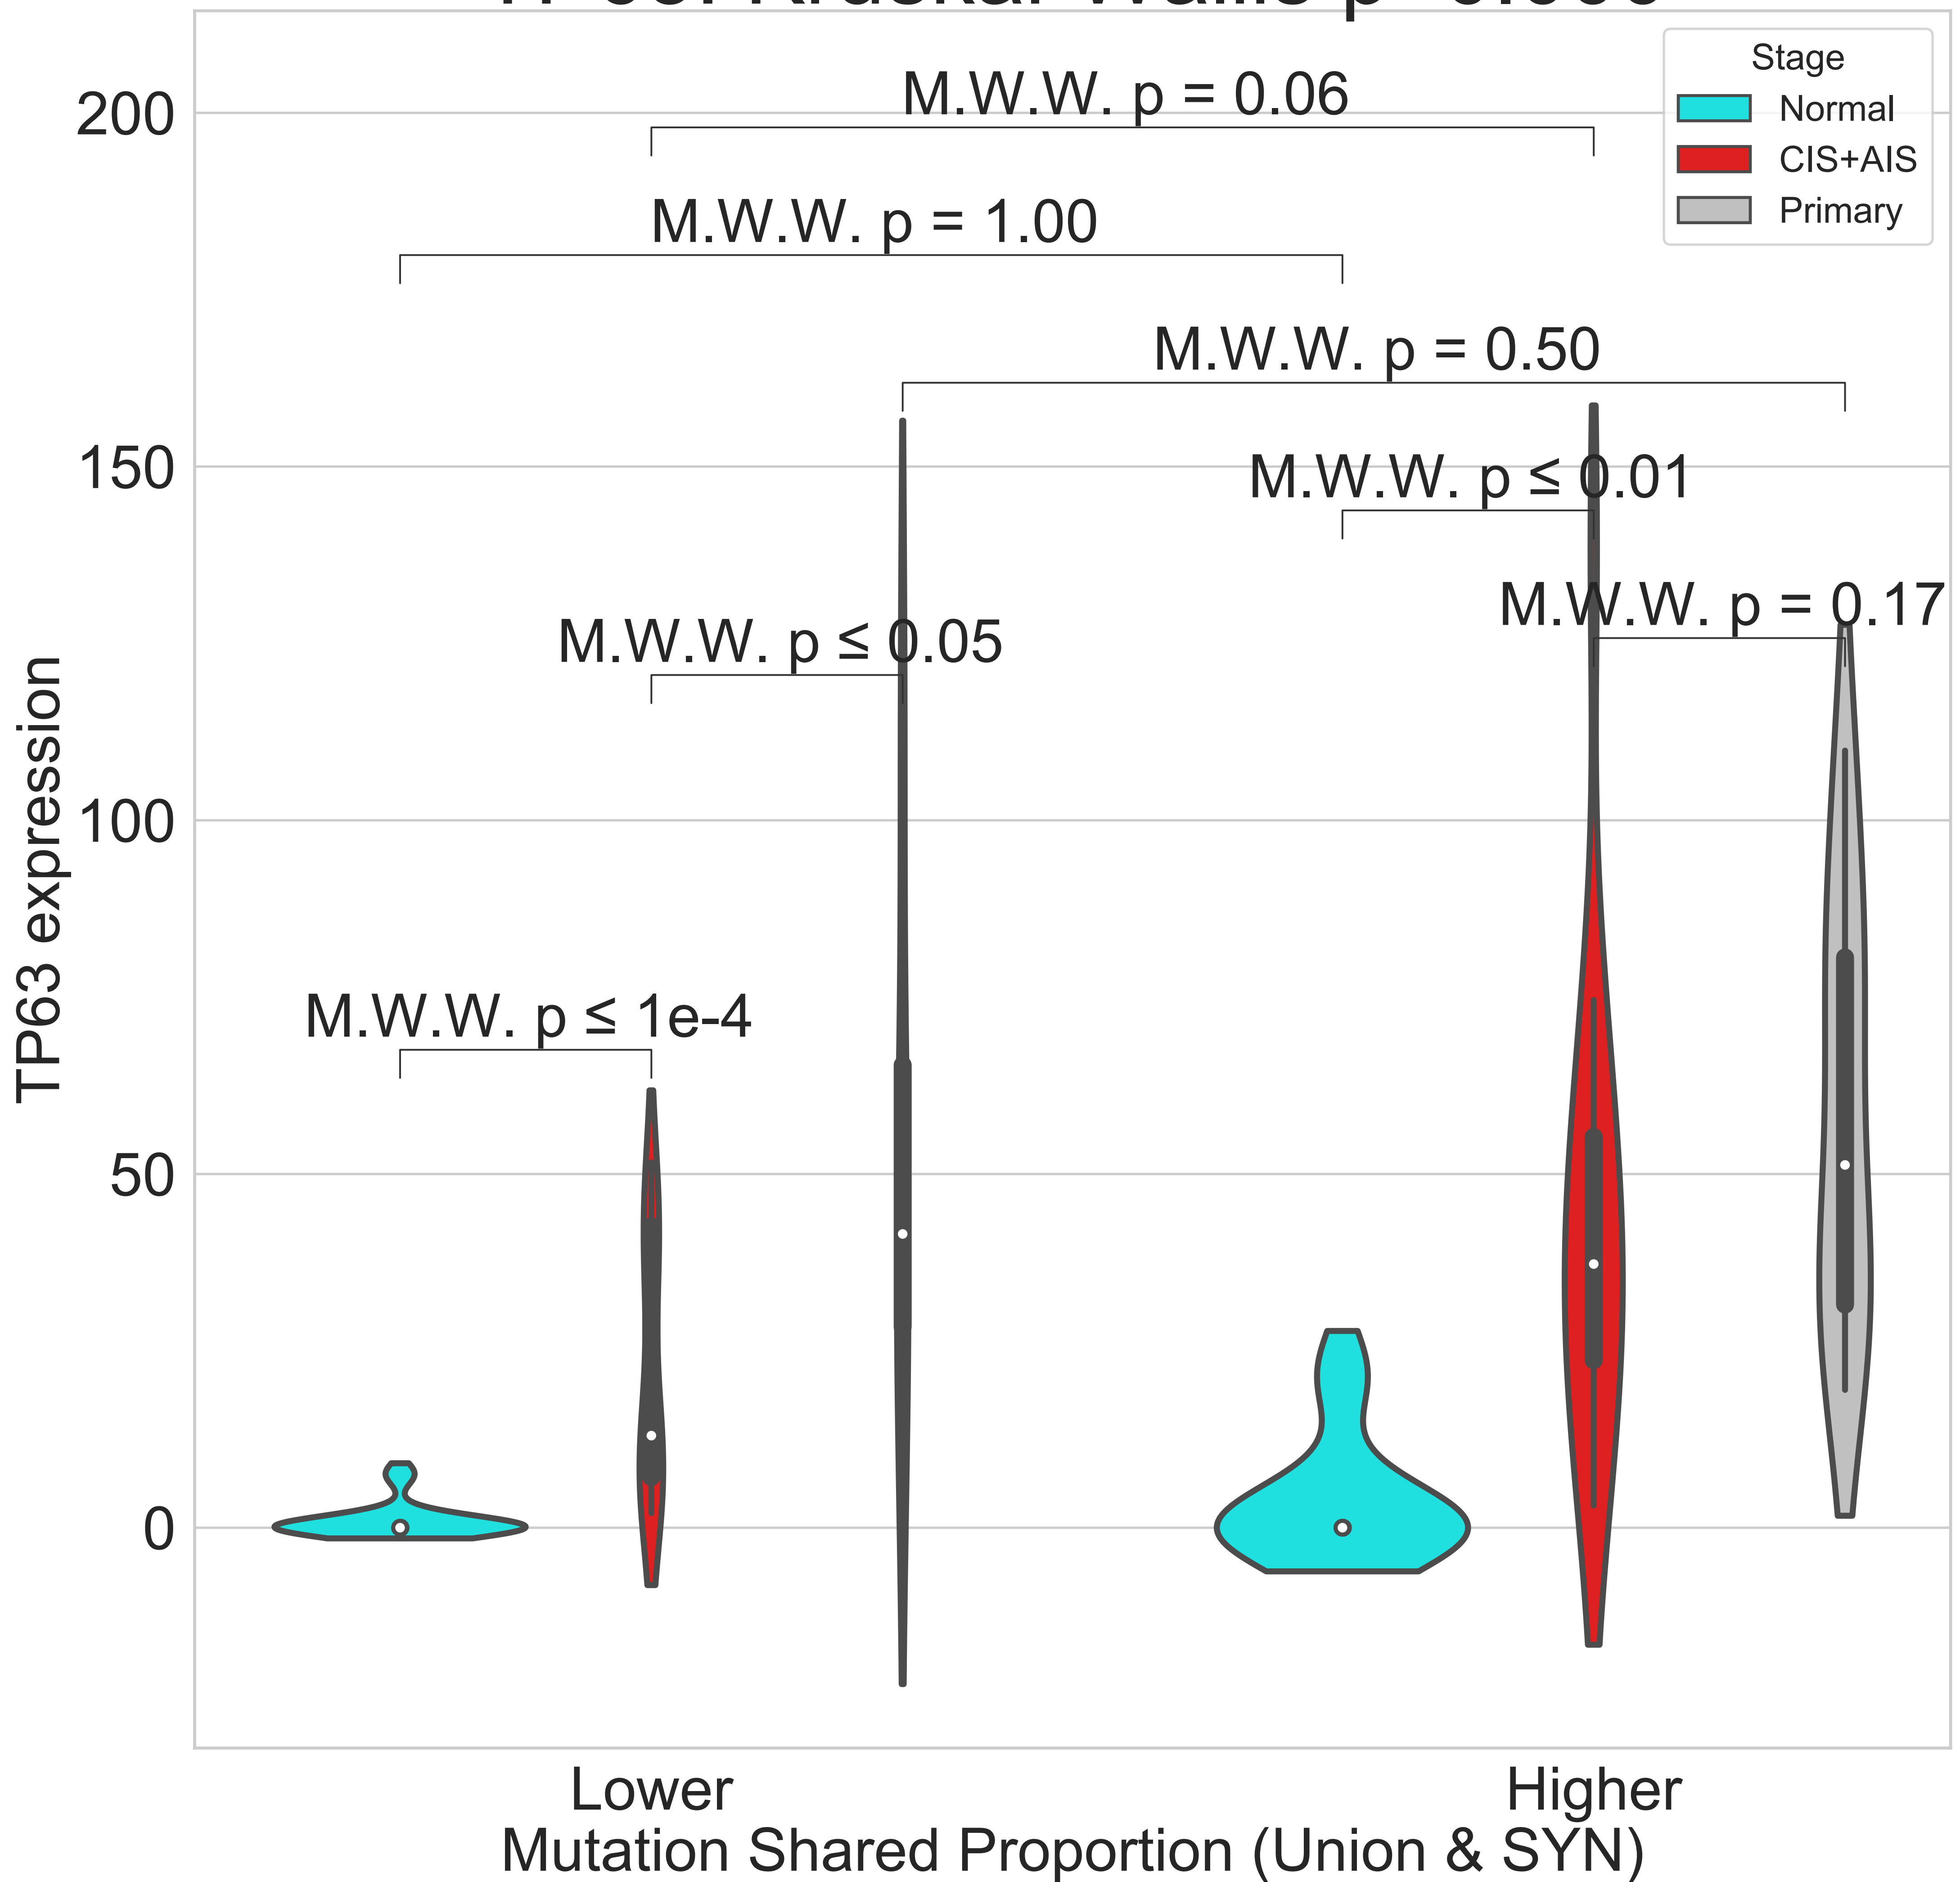 Stage
Normal
CIS+AIS
Primary
M.W.W. p = 0.06
M.W.W. p = 1.00
M.W.W. p = 0.50
M.W.W. p ≤ 0.01
M.W.W. p = 0.17
M.W.W. p ≤ 0.05
M.W.W. p ≤ 1e-4
200
150
100
50
0
TP63 expression
Lower
Higher
Mutation Shared Proportion (Union & SYN)